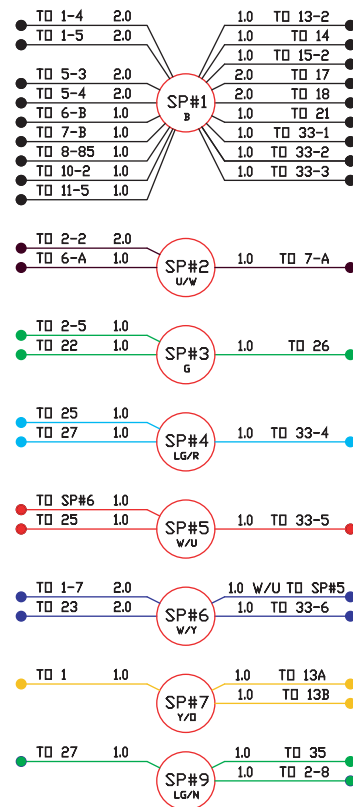 TO 1-4 2.0 1.0 TO 13-2
TO 1-5 2.0 1.0 TO 14
1.0 TO 15-2
TO 5-3 2.0 2.0 TO 17
TO 5-4 2.0 2.0 TO 18
SP#1
B
TO 6-B 1.0 1.0 TO 21
TO 7-B 1.0 1.0 TO 33-1
TO 8-85 1.0 1.0 TO 33-2
TO 10-2 1.0 1.0 TO 33-3
TO 11-5 1.0
TO 2-2 2.0
TO 6-A 1.0 SP#2 1.0 TO 7-A
U/W
TO 2-5 1.0
TO 22 1.0 SP#3 1.0 TO 26
G
TO 25 1.0
TO 27 1.0 SP#4 1.0 TO 33-4
LG/R
TO SP#6 1.0
TO 25 1.0 SP#5 1.0 TO 33-5
W/U
TO 1-7 2.0 1.0 W/U TO SP#5
TO 23 2.0 SP#6 1.0 TO 33-6
W/Y
TO 1 1.0 1.0 TO 13A
SP#7 1.0 TO 13B
Y/O
TO 27 1.0 1.0 TO 35
SP#9 1.0 TO 2-8
LG/N